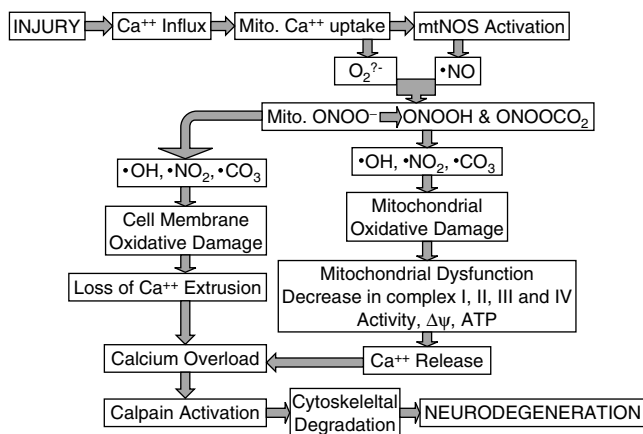 INJURY
Ca⁺⁺ Influx
Mito. Ca⁺⁺ uptake
mtNOS Activation
O₂?-
•NO
Mito. ONOO⁻ ONOOH & ONOOCO₂
•OH, •NO₂, •CO₃
•OH, •NO₂, •CO₃
Cell Membrane
Oxidative Damage
Mitochondrial
Oxidative Damage
Loss of Ca⁺⁺ Extrusion
Mitochondrial Dysfunction
Decrease in complex I, II, III and IV
Activity, Δψ, ATP
Calcium Overload
Ca⁺⁺ Release
Calpain Activation
Cytoskeleltal
Degradation
NEURODEGENERATION